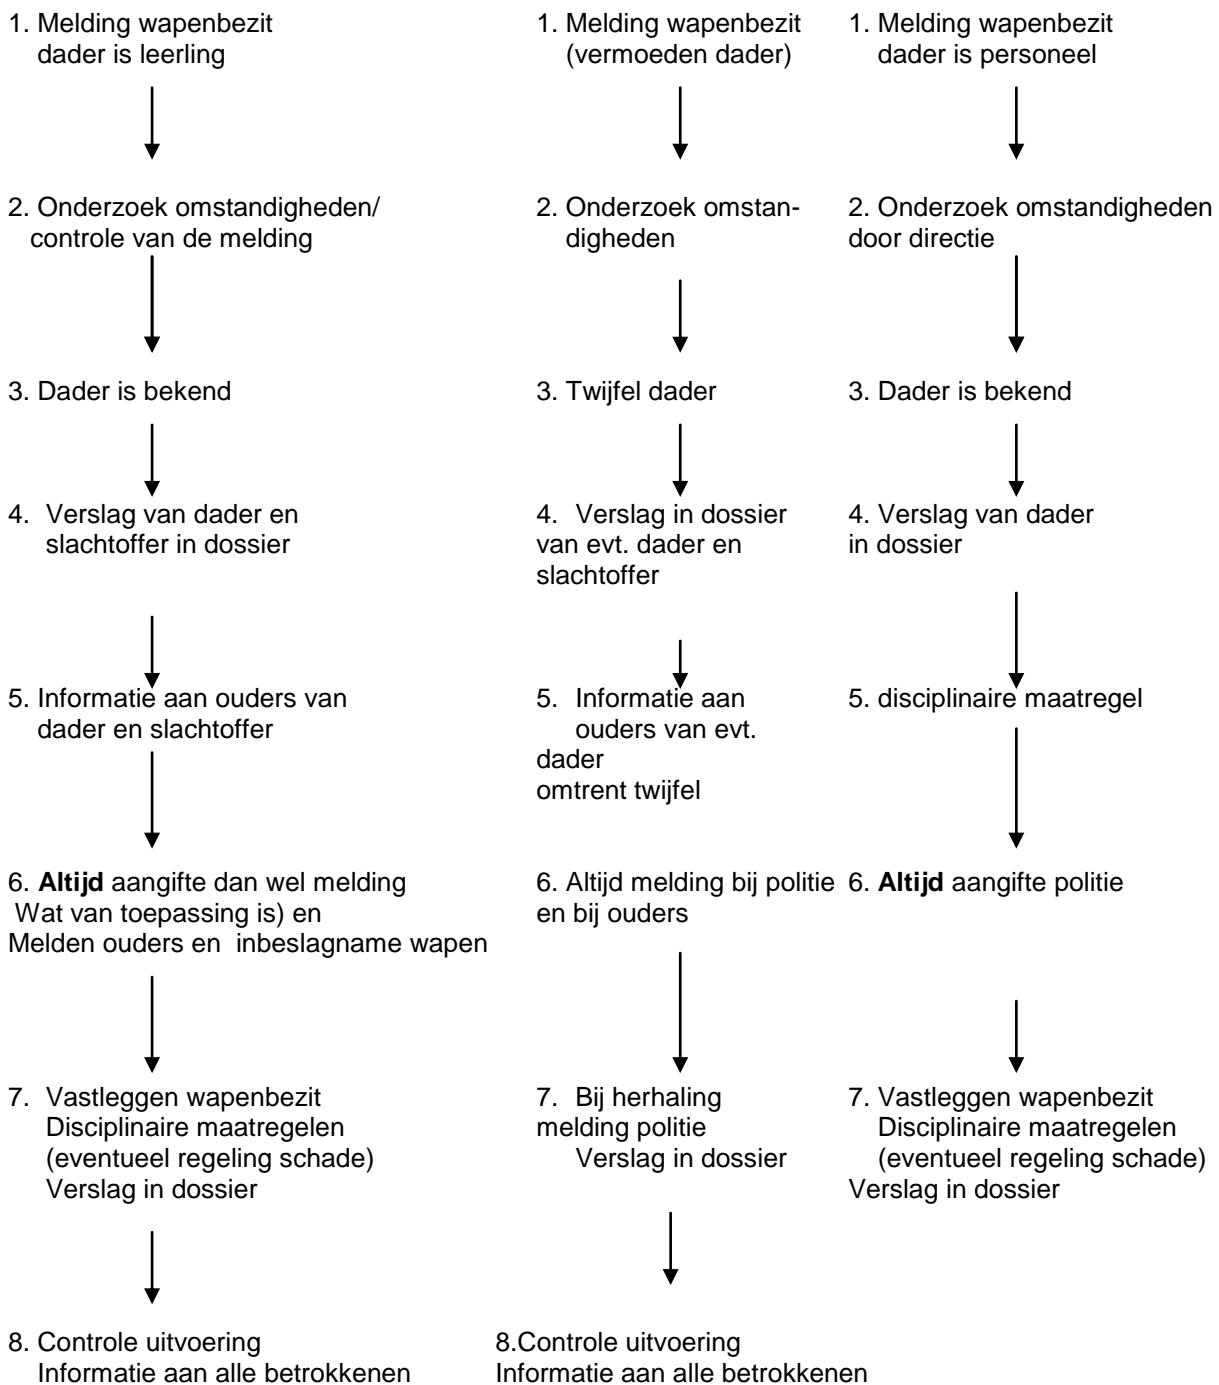 1. Melding wapenbezit
dader is leerling
2. Onderzoek omstandigheden/
controle van de melding
3. Dader is bekend
4. Verslag van dader en
slachtoffer in dossier
5. Informatie aan ouders van
dader en slachtoffer
6. Altijd aangifte dan wel melding
Wat van toepassing is) en
Melden ouders en inbeslagname wapen
7. Vastleggen wapenbezit
Disciplinaire maatregelen
(eventueel regeling schade)
Verslag in dossier
8. Controle uitvoering
Informatie aan alle betrokkenen
1. Melding wapenbezit
(vermoeden dader)
2. Onderzoek omstan-
digheden
3. Twijfel dader
4. Verslag in dossier
van evt. dader en
slachtoffer
5. Informatie aan
ouders van evt.
dader
omtrent twijfel
6. Altijd melding bij politie
en bij ouders
7. Bij herhaling
melding politie
Verslag in dossier
8.Controle uitvoering
Informatie aan alle betrokkenen
1. Melding wapenbezit
dader is personeel
2. Onderzoek omstandigheden
door directie
3. Dader is bekend
4. Verslag van dader
in dossier
5. disciplinaire maatregel
6. Altijd aangifte politie
7. Vastleggen wapenbezit
Disciplinaire maatregelen
(eventueel regeling schade)
Verslag in dossier